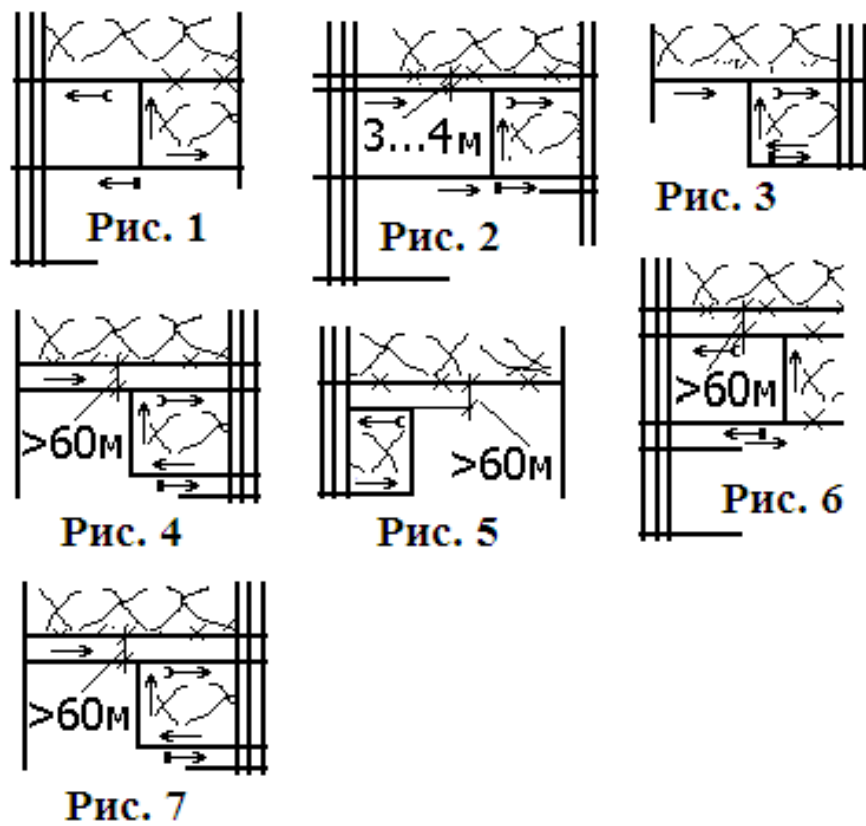 3...4м
Рис. 1
Рис. 2
Рис. 3
>60м
>60м
>60м
Рис. 4
Рис. 5
Рис. 6
>60м
Рис. 7